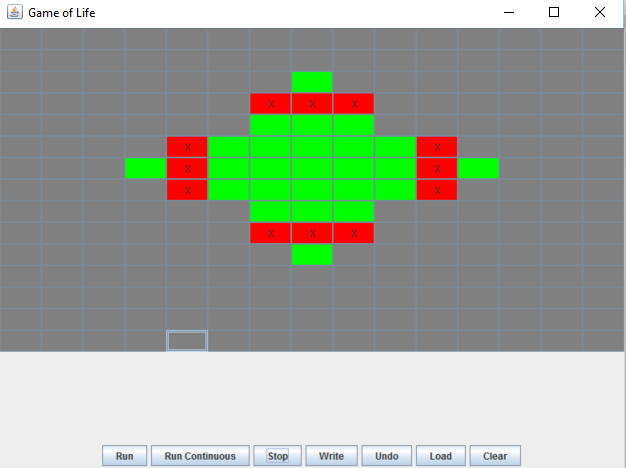 Game of Life
x x x
x x
x x
x x
x x x
Run Run Continuous Stop Write Undo Load Clear